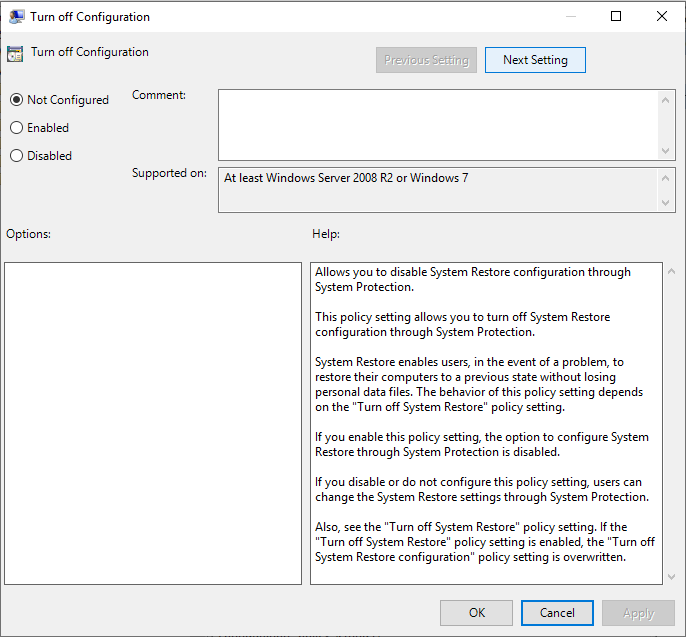 Turn off Configuration
Turn off Configuration
Previous Setting
Next Setting
Not Configured
Enabled
Disabled
Comment:
Supported on:
At least Windows Server 2008 R2 or Windows 7
Options:
Help:
Allows you to disable System Restore configuration through
System Protection.
This policy setting allows you to turn off System Restore
configuration through System Protection.
System Restore enables users, in the event of a problem, to
restore their computers to a previous state without losing
personal data files. The behavior of this policy setting depends
on the "Turn off System Restore" policy setting.
If you enable this policy setting, the option to configure System
Restore through System Protection is disabled.
If you disable or do not configure this policy setting, users can
change the System Restore settings through System Protection.
Also, see the "Turn off System Restore" policy setting. If the
"Turn off System Restore" policy setting is enabled, the "Turn off
System Restore configuration" policy setting is overwritten.
OK
Cancel
Apply